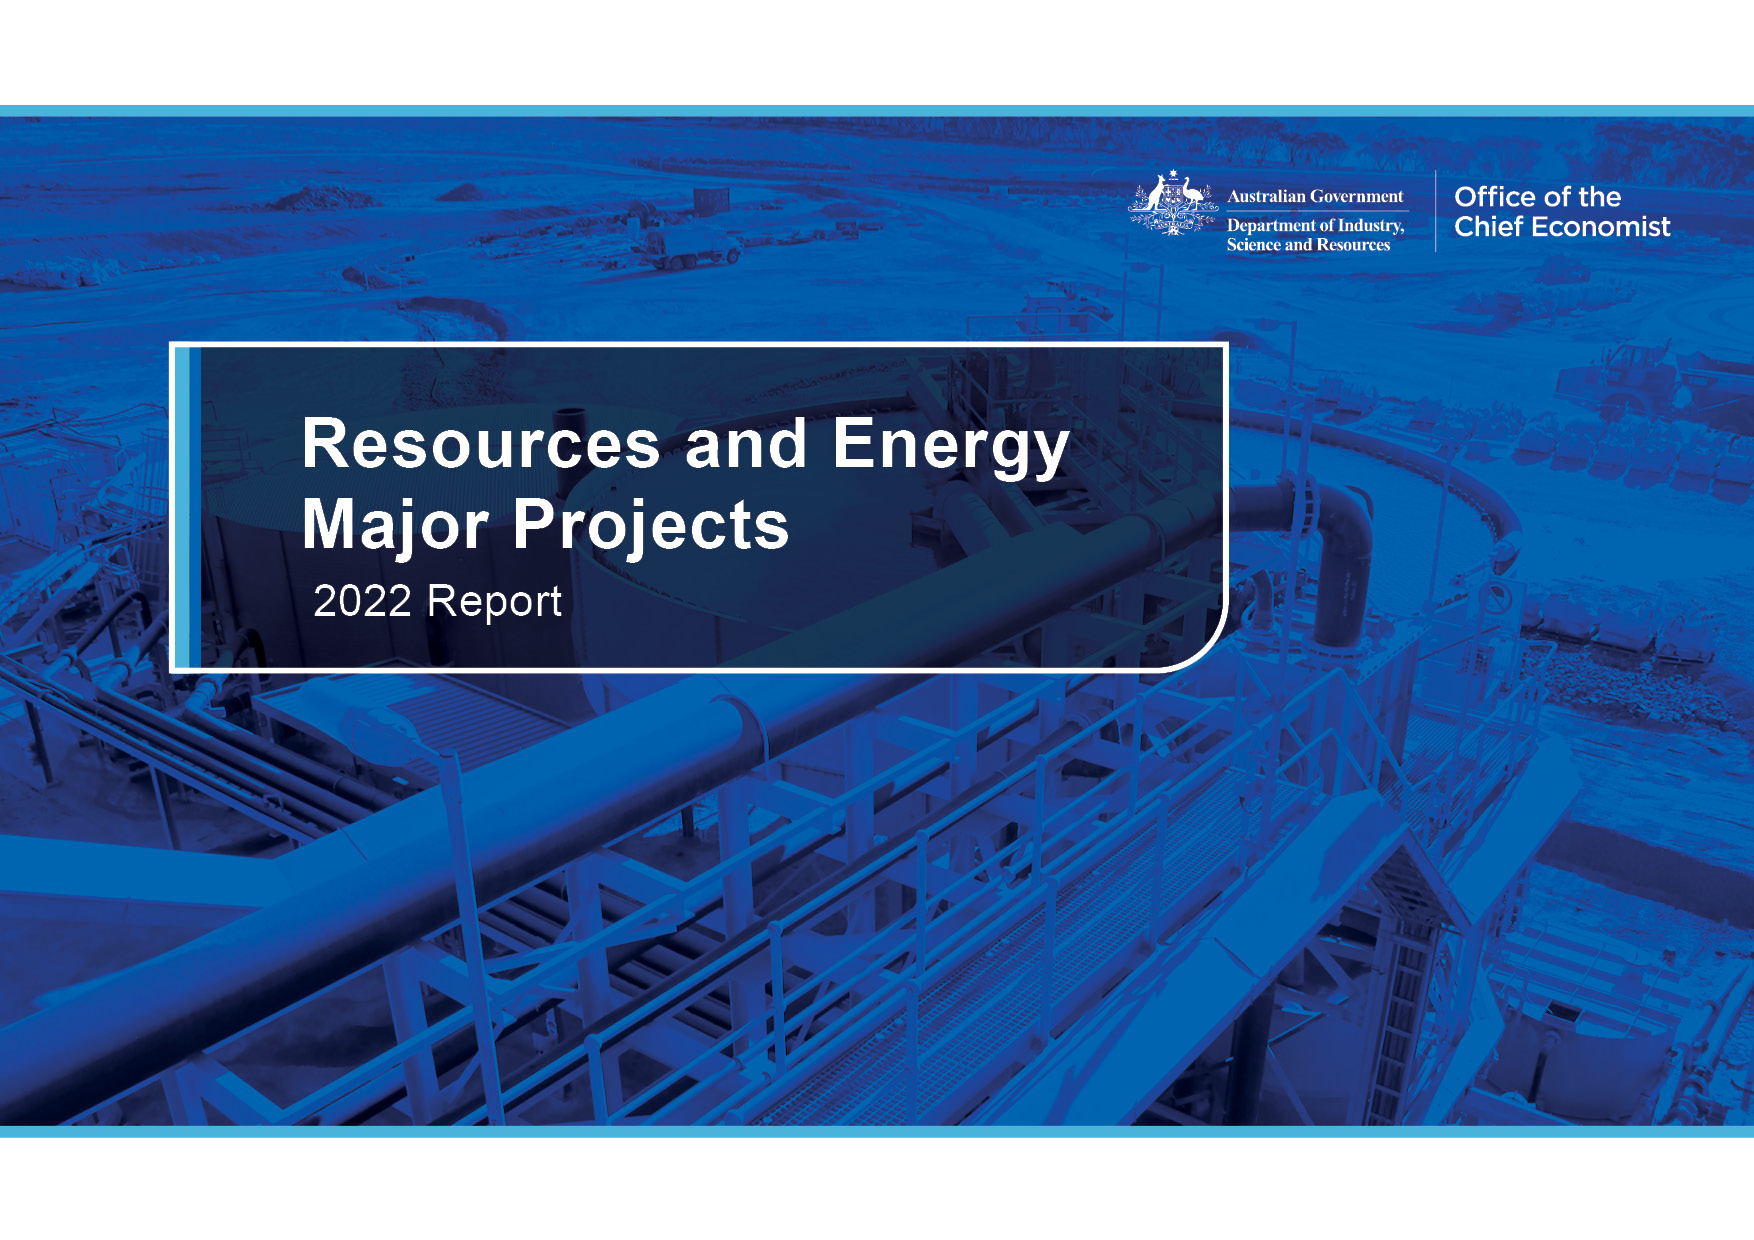 Australian Government
Department of Industry,
Science and Resources
Office of the
Chief Economist
Resources and Energy
Major Projects
2022 Report